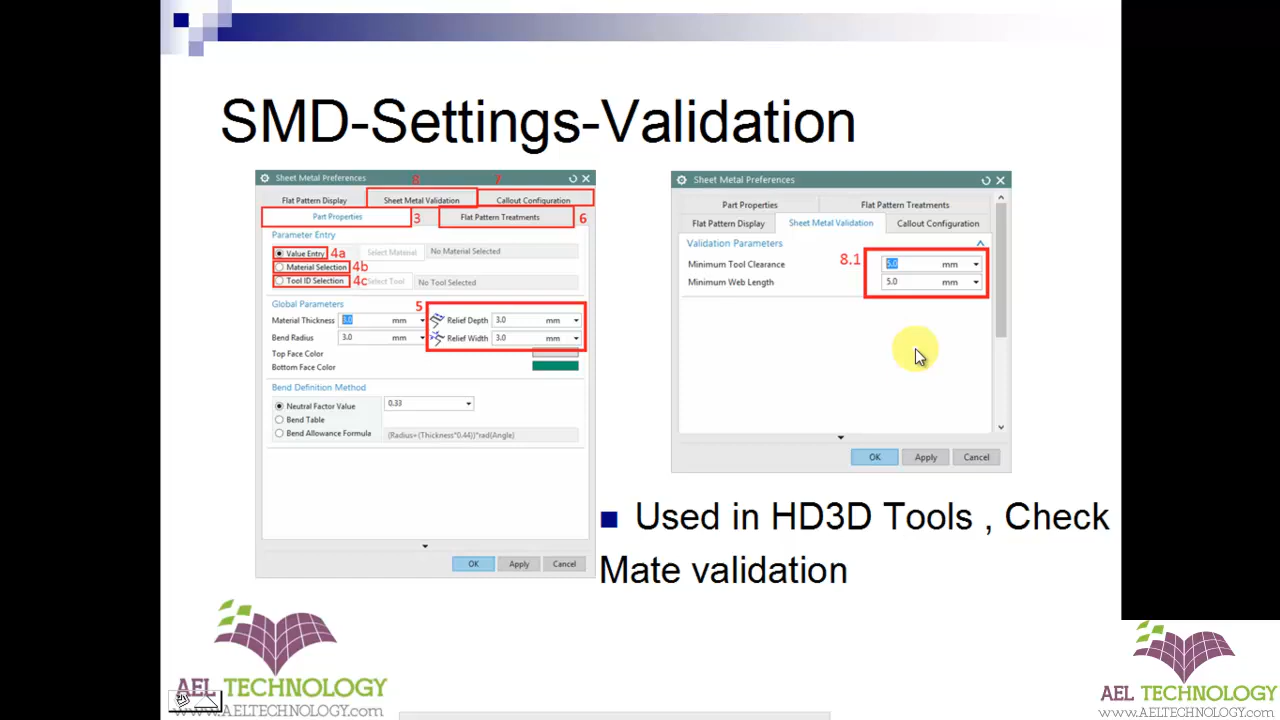 SMD-Settings-Validation
Sheet Metal Preferences
8
7
Flat Pattern Display
Sheet Metal Validation
Callout Configuration
Part Properties
3
Flat Pattern Treatments
6
Parameter Entry
Value Entry
4a
Select Material
No Material Selected
Material Selection
4b
Tool ID Selection
4c
Select Tool
No Tool Selected
Global Parameters
5
Material Thickness
3.0
mm
Relief Depth
3.0
mm
Bend Radius
3.0
mm
Relief Width
3.0
mm
Top Face Color
Bottom Face Color
Bend Definition Method
Neutral Factor Value
0.33
Bend Table
Bend Allowance Formula
(Radius+(Thickness*0.44))*rad(Angle)
OK
Apply
Cancel
Sheet Metal Preferences
Part Properties
Flat Pattern Treatments
Flat Pattern Display
Sheet Metal Validation
Callout Configuration
Validation Parameters
8.1
Minimum Tool Clearance
5.0
mm
Minimum Web Length
5.0
mm
OK
Apply
Cancel
Used in HD3D Tools , Check
Mate validation
AEL TECHNOLOGY
www.AELTECHNOLOGY.com
AEL TECHNOLOGY
www.AELTECHNOLOGY.com